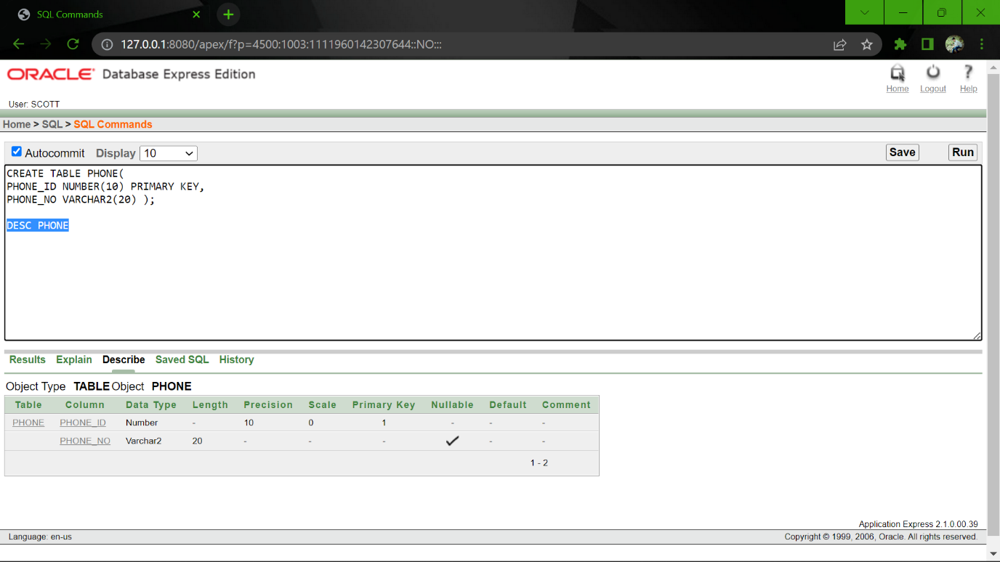 SQL Commands
127.0.0.1:8080/apex/f?p=4500:1003:1111960142307644::NO:::
ORACLE® Database Express Edition
Home Logout Help
User: SCOTT
Home > SQL > SQL Commands
Autocommit Display 10 Save Run
CREATE TABLE PHONE(
PHONE_ID NUMBER(10) PRIMARY KEY,
PHONE_NO VARCHAR2(20) );
DESC PHONE
Results Explain Describe Saved SQL History
Object Type TABLE Object PHONE
Table Column Data Type Length Precision Scale Primary Key Nullable Default Comment
PHONE PHONE_ID Number - 10 0 1 - - -
PHONE_NO Varchar2 20 - - - - -
1 - 2
Application Express 2.1.0.00.39
Language: en-us Copyright © 1999, 2006, Oracle. All rights reserved.